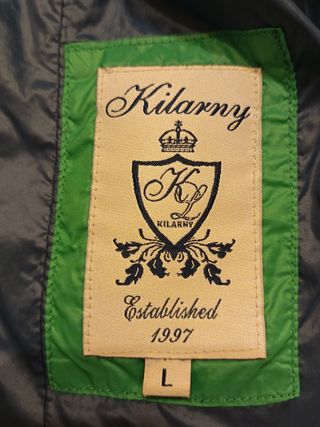 Kilarny
KL
KILARNY
Established
1997
L